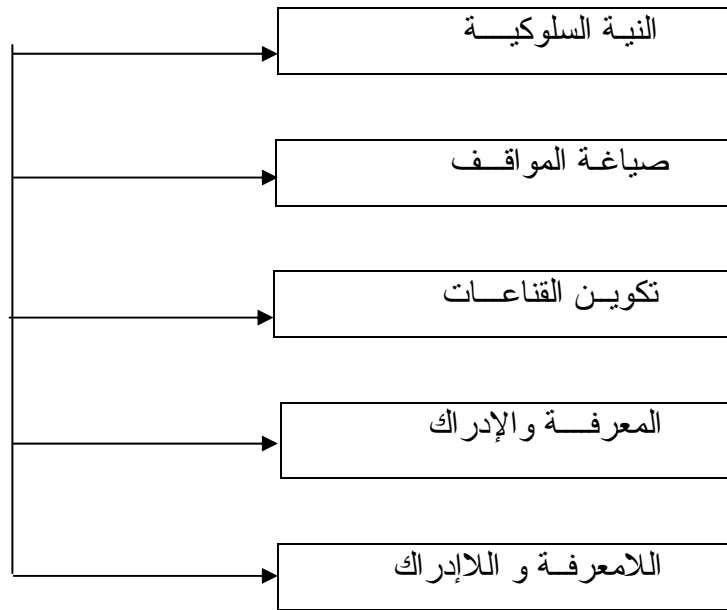 النية السلوكية
صياغة المواقف
تكوين القناعات
المعرفة والإدراك
اللامعرفة و اللاإدراك